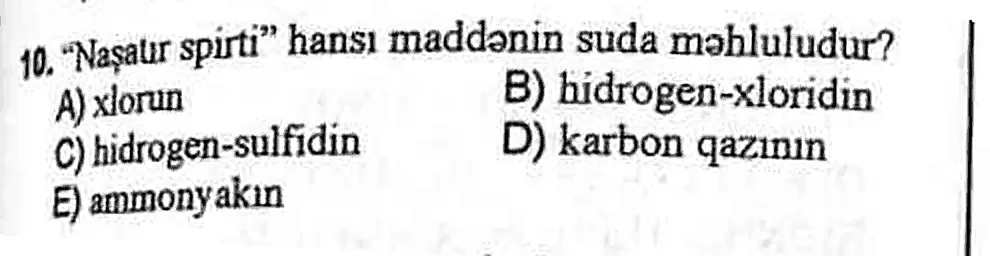 10. “Naşatır spirti” hansı maddənin suda məhluludur?
A) xlorun B) hidrogen-xloridin
C) hidrogen-sulfidin D) karbon qazının
E) ammonyakın